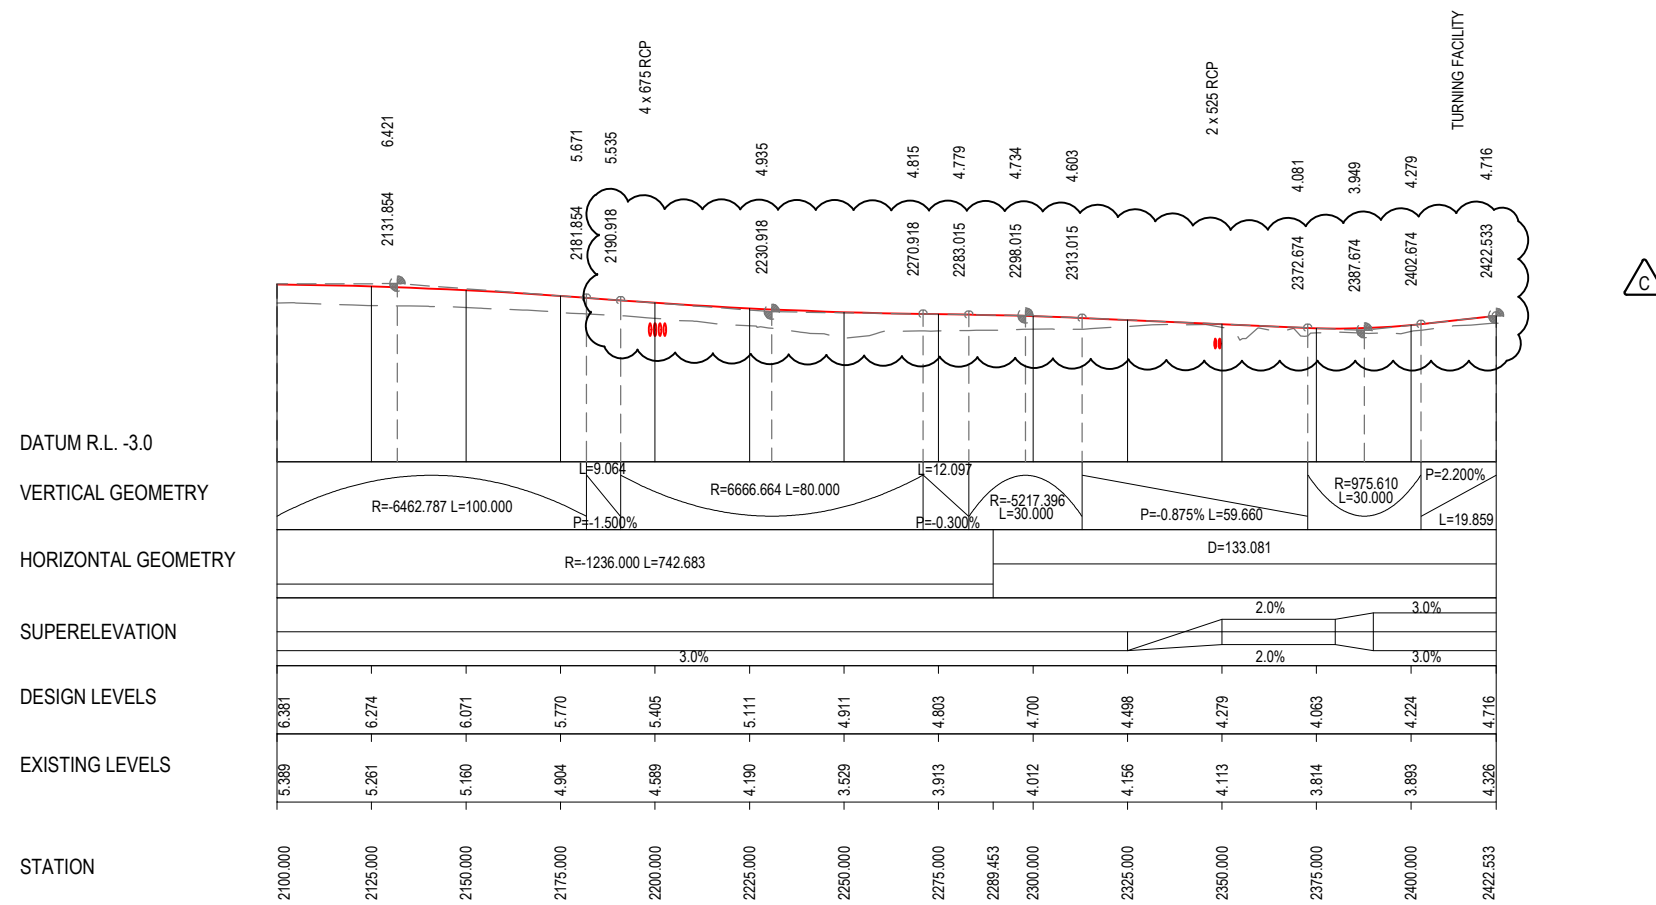 4 x 675 RCP
2 x 525 RCP
TURNING FACILITY
6.421
5.671
5.535
4.935
4.815
4.779
4.734
4.603
4.081
3.949
4.279
4.716
2131.854
2181.854
2190.918
2230.918
2270.918
2283.015
2298.015
2313.015
2372.674
2387.674
2402.674
2422.533
C
DATUM R.L. -3.0
VERTICAL GEOMETRY
R=-6462.787 L=100.000
L=9.064
P=-1.500%
R=6666.664 L=80.000
L=12.097
P=-0.300%
R=-5217.396
L=30.000
P=-0.875% L=59.660
R=975.610
L=30.000
P=2.200%
L=19.859
HORIZONTAL GEOMETRY
R=-1236.000 L=742.683
D=133.081
SUPERELEVATION
3.0%
2.0%
3.0%
2.0%
3.0%
DESIGN LEVELS
6.381
6.274
6.071
5.770
5.405
5.111
4.911
4.803
4.700
4.498
4.279
4.063
4.224
4.716
EXISTING LEVELS
5.389
5.261
5.160
4.904
4.589
4.190
3.529
3.913
4.012
4.156
4.113
3.814
3.893
4.326
STATION
2100.000
2125.000
2150.000
2175.000
2200.000
2225.000
2250.000
2275.000
2289.453
2300.000
2325.000
2350.000
2375.000
2400.000
2422.533